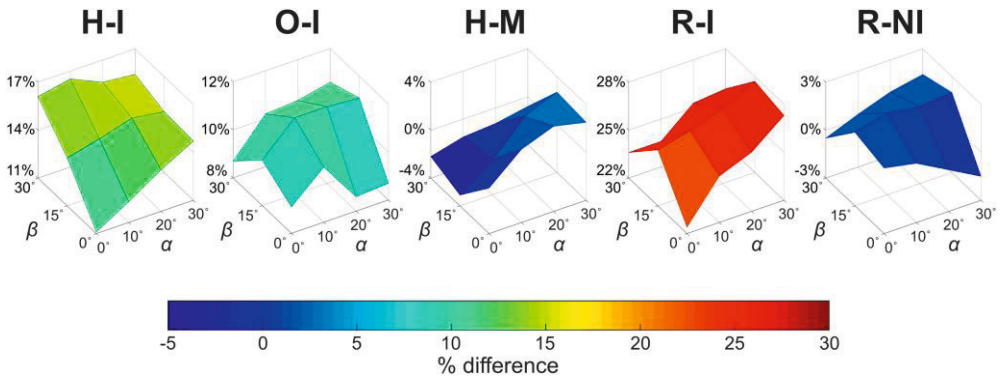 H-I O-I H-M R-I R-NI
17% 12% 4% 28% 3%
14% 10% 0% 25% 0%
11% 8% -4% 22% -3%
30° 30° 30° 30° 30° 30° 30° 30° 30° 30°
15° 20° 15° 20° 15° 20° 15° 20° 15° 20°
β 10° β 10° β 10° β 10° β 10°
0° 0° α 0° 0° α 0° 0° α 0° 0° α 0° 0° α
-5 0 5 10 15 20 25 30
% difference